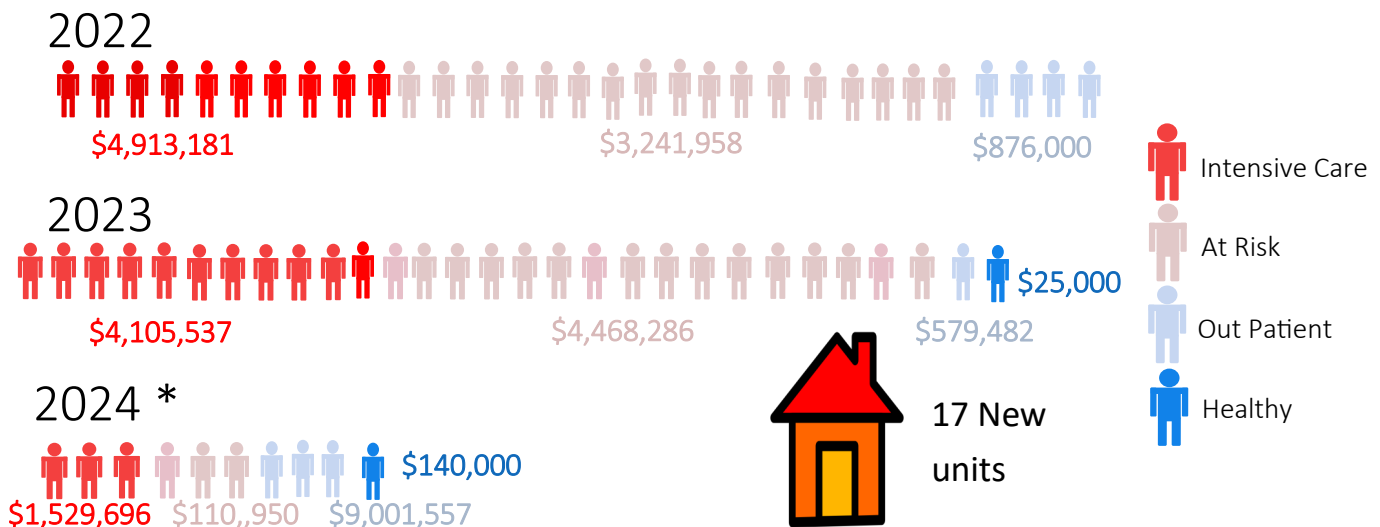 2022
$4,913,181
$3,241,958
$876,000
Intensive Care
2023
At Risk
$25,000
$4,105,537
$4,468,286
$579,482
Out Patient
2024 *
17 New
units
Healthy
$140,000
$1,529,696
$110,,950
$9,001,557